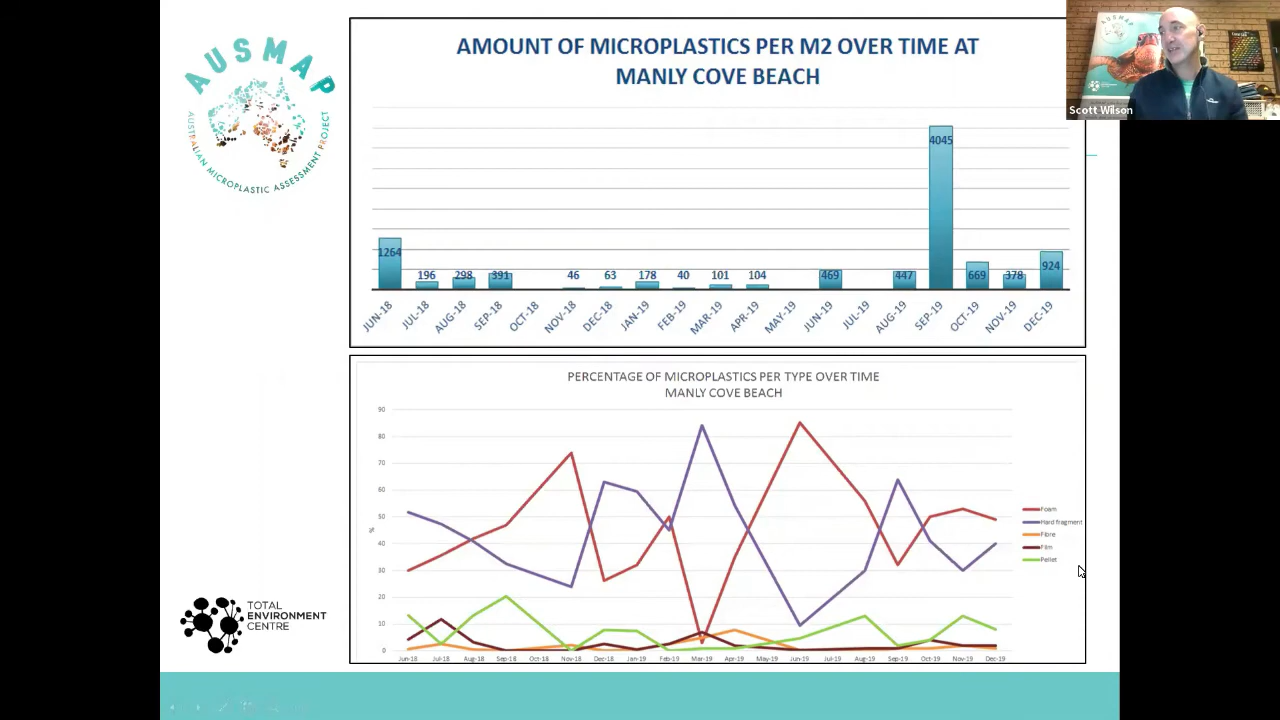 AUSMAP
AUSTRALIAN MICROPLASTIC ASSESSMENT PROJECT
AMOUNT OF MICROPLASTICS PER M2 OVER TIME AT
MANLY COVE BEACH
1264
196
298
391
46
63
178
40
101
104
469
447
4045
669
378
924
JUN-18
JUL-18
AUG-18
SEP-18
OCT-18
NOV-18
DEC-18
JAN-19
FEB-19
MAR-19
APR-19
MAY-19
JUN-19
JUL-19
AUG-19
SEP-19
OCT-19
NOV-19
DEC-19
Scott Wilson
PERCENTAGE OF MICROPLASTICS PER TYPE OVER TIME
MANLY COVE BEACH
90
80
70
60
50
40
30
20
10
0
%
Foam
Hard fragment
Fibre
Film
Pellet
Jun-18
Jul-18
Aug-18
Sep-18
Oct-18
Nov-18
Dec-18
Jan-19
Feb-19
Mar-19
Apr-19
May-19
Jun-19
Jul-19
Aug-19
Sep-19
Oct-19
Nov-19
Dec-19
TOTAL
ENVIRONMENT
CENTRE